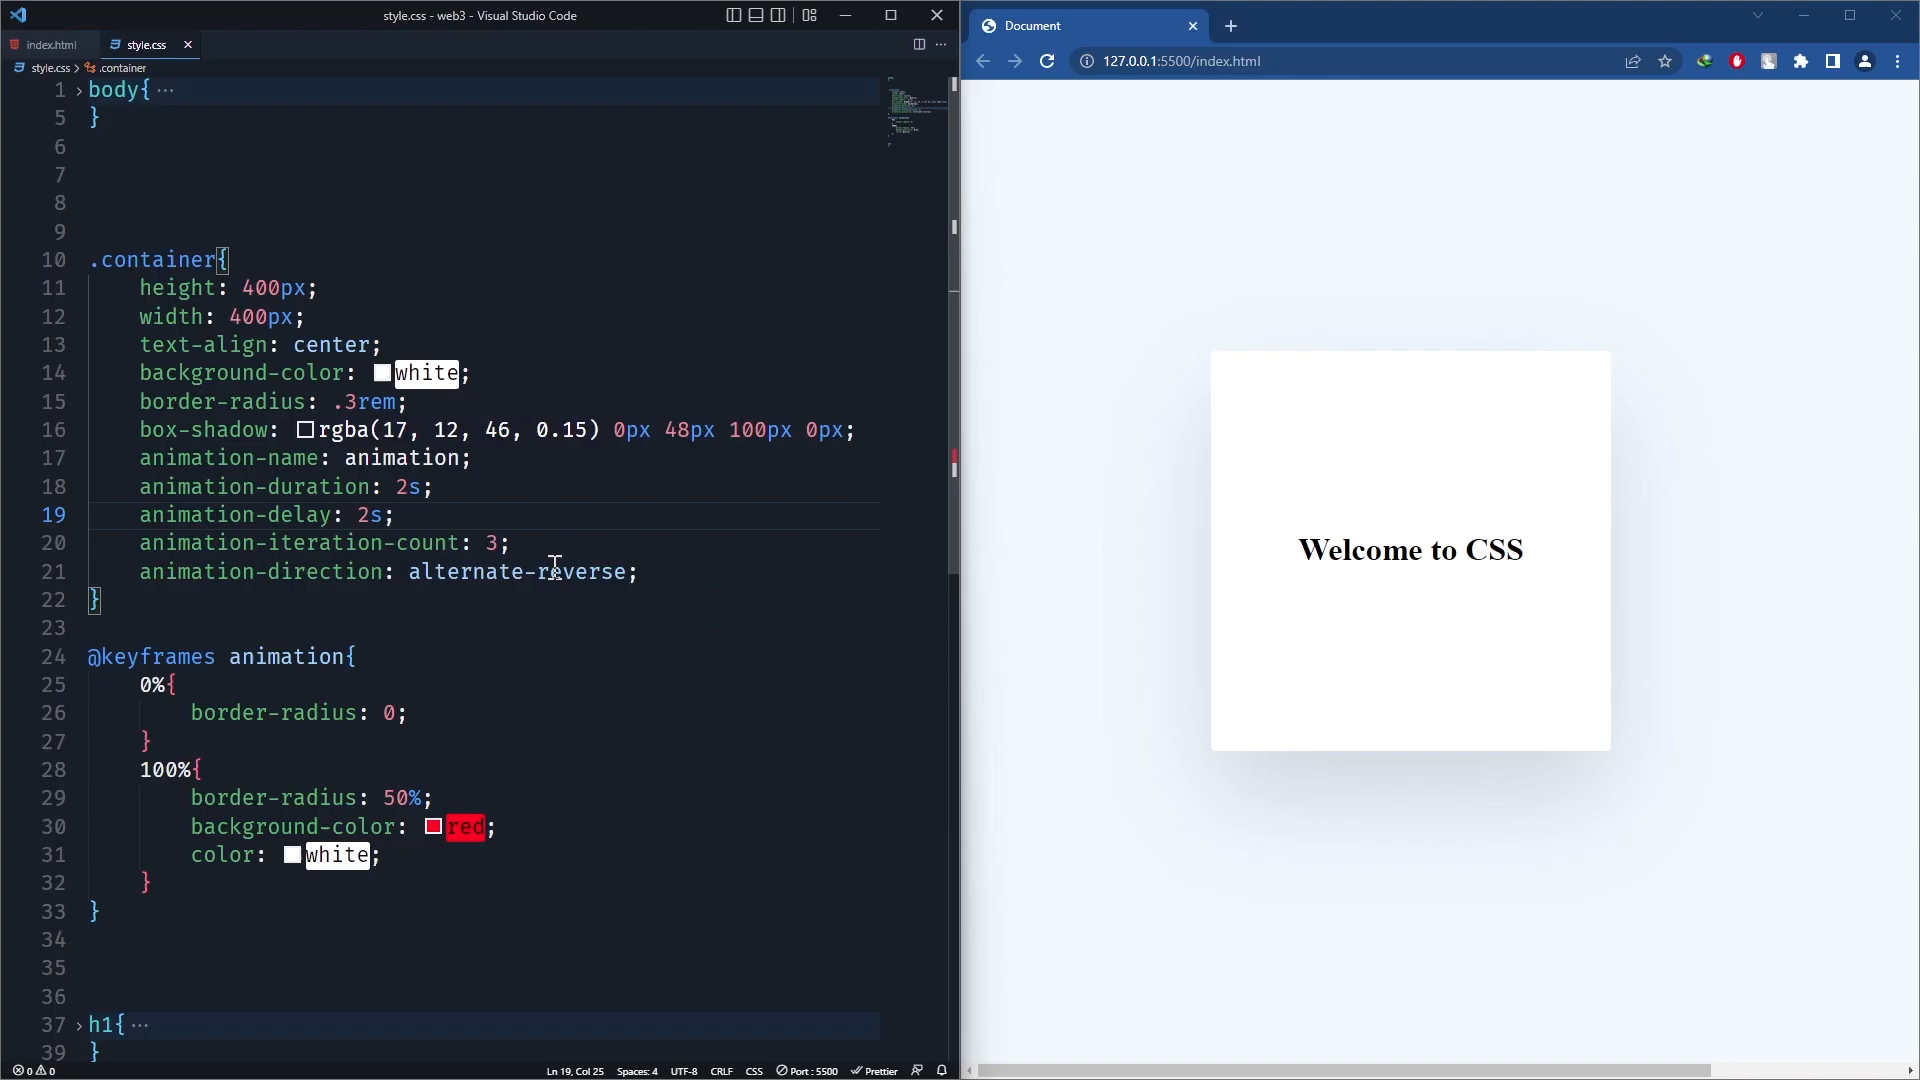 style.css - web3 - Visual Studio Code
index.html style.css
style.css > .container
1 body{ ···
5 }
6
7
8
9
10 .container{
11 height: 400px;
12 width: 400px;
13 text-align: center;
14 background-color: white;
15 border-radius: .3rem;
16 box-shadow: rgba(17, 12, 46, 0.15) 0px 48px 100px 0px;
17 animation-name: animation;
18 animation-duration: 2s;
19 animation-delay: 2s;
20 animation-iteration-count: 3;
21 animation-direction: alternate-reverse;
22 }
23
24 @keyframes animation{
25 0%{
26 border-radius: 0;
27 }
28 100%{
29 border-radius: 50%;
30 background-color: red;
31 color: white;
32 }
33 }
34
35
36
37 h1{ ···
39 }
0 0 Ln 19, Col 25 Spaces: 4 UTF-8 CRLF CSS Port : 5500 Prettier
Document
127.0.0.1:5500/index.html
Welcome to CSS